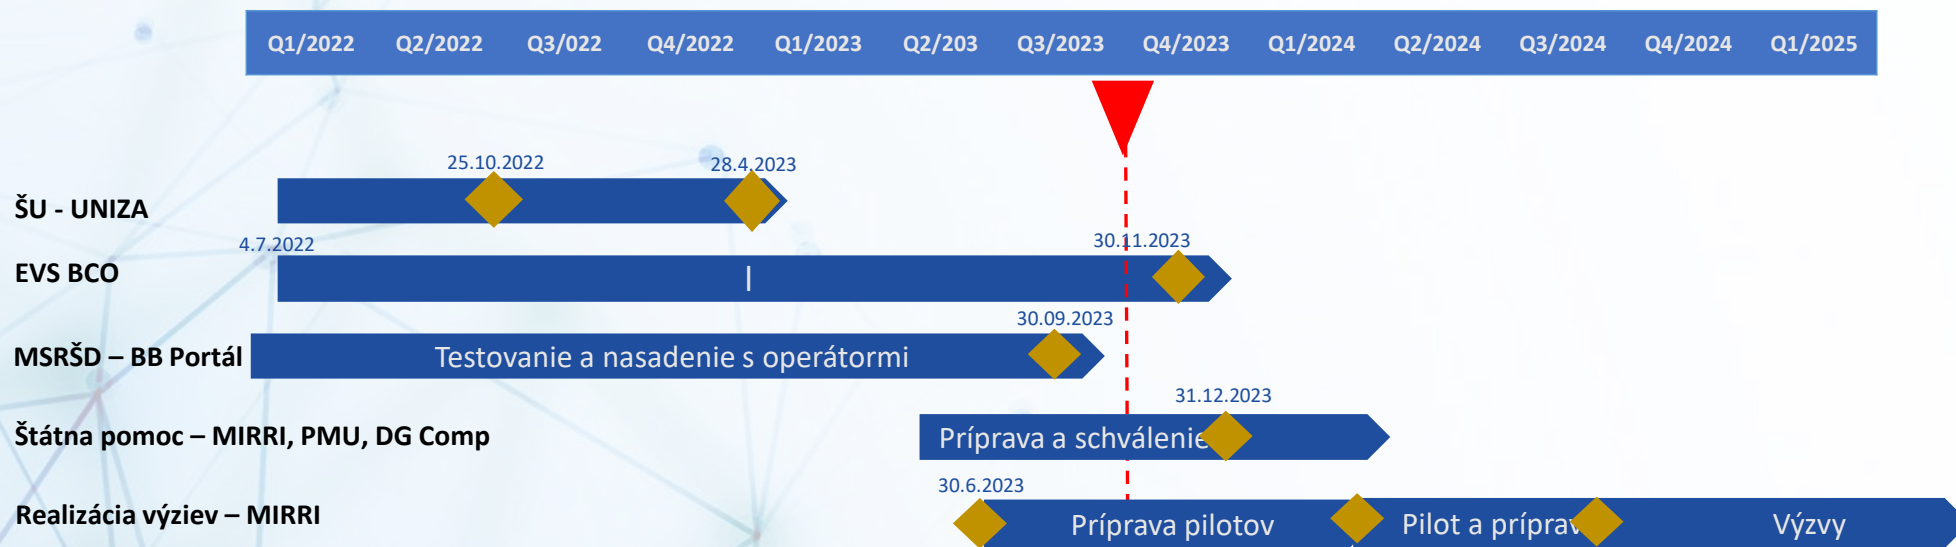 Q1/2022 Q2/2022 Q3/022 Q4/2022 Q1/2023 Q2/203 Q3/2023 Q4/2023 Q1/2024 Q2/2024 Q3/2024 Q4/2024 Q1/2025
25.10.2022 28.4.2023
ŠU - UNIZA
4.7.2022 30.11.2023
EVS BCO
30.09.2023
MSRŠD – BB Portál Testovanie a nasadenie s operátormi
31.12.2023
Štátna pomoc – MIRRI, PMU, DG Comp Príprava a schválenie
30.6.2023
Realizácia výziev – MIRRI Príprava pilotov Pilot a príprav Výzvy